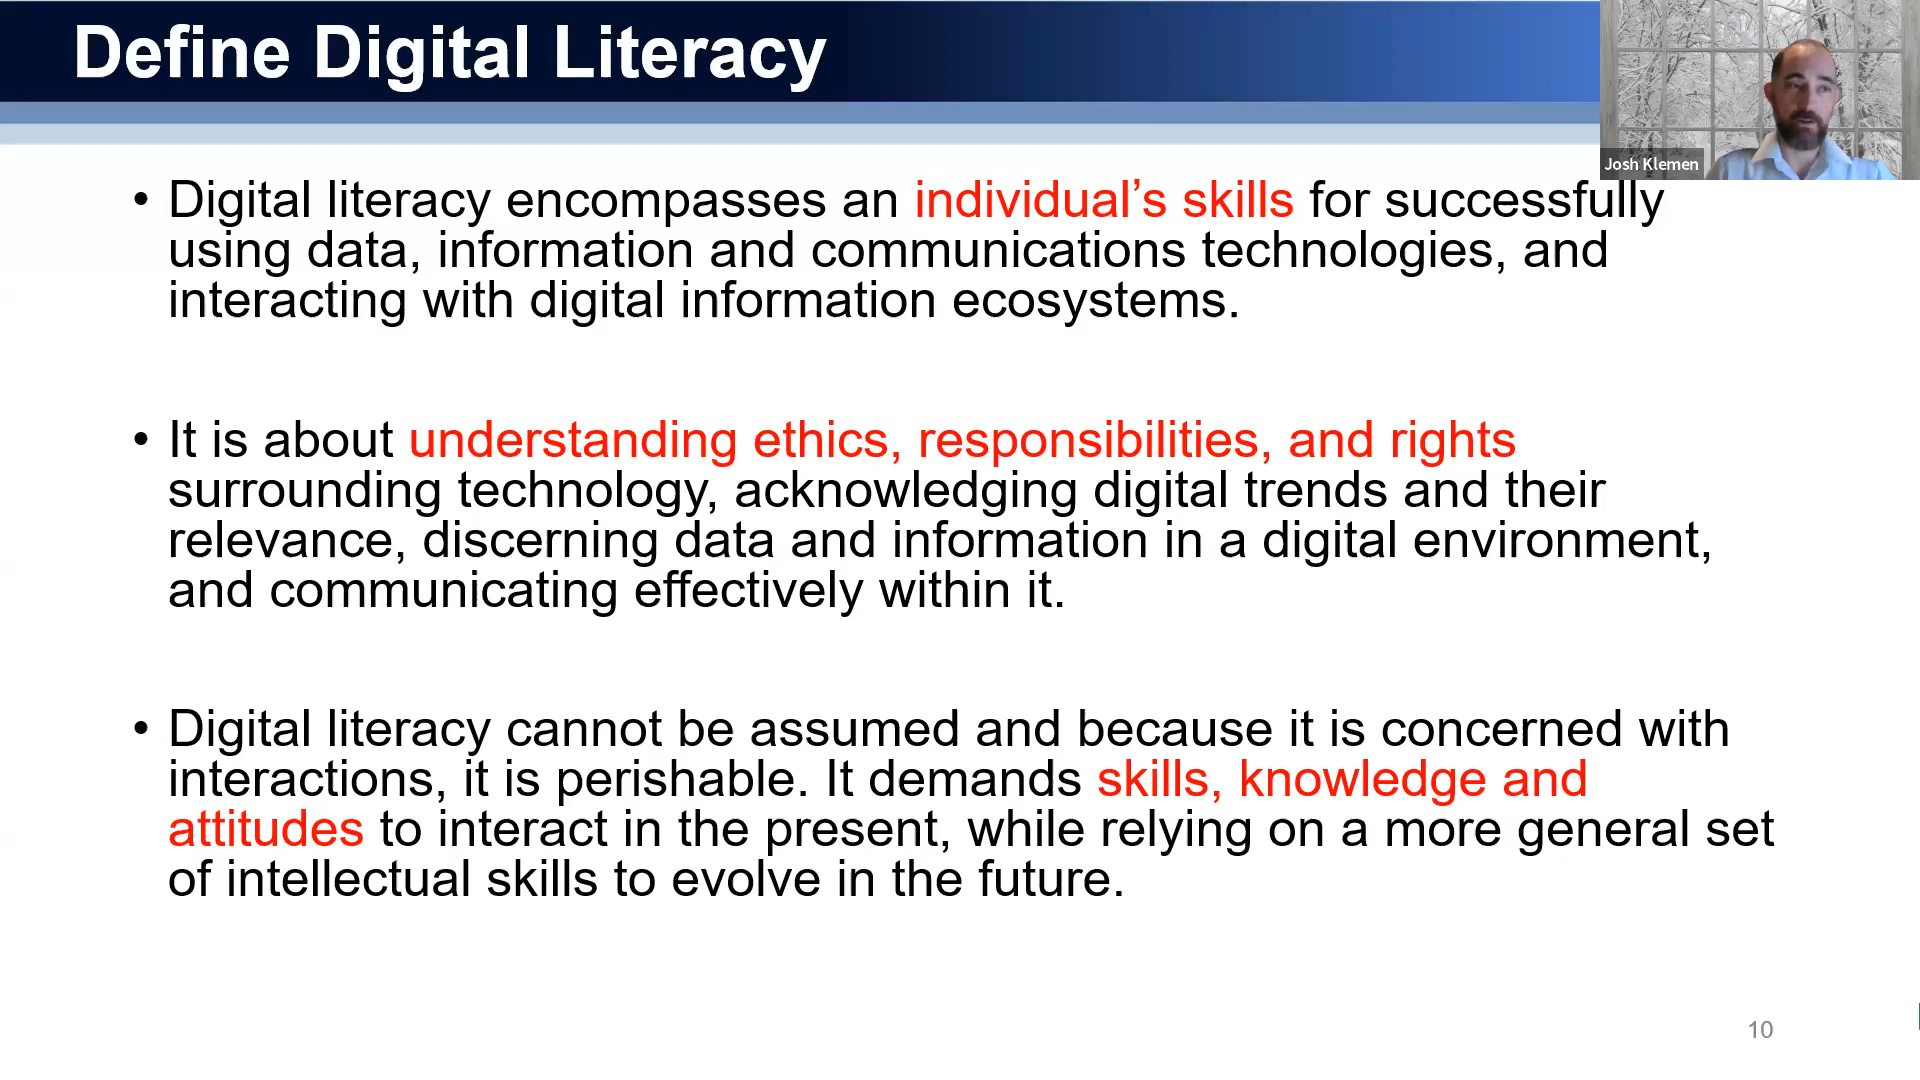 Define Digital Literacy
Josh Klemen
• Digital literacy encompasses an individual’s skills for successfully
using data, information and communications technologies, and
interacting with digital information ecosystems.
• It is about understanding ethics, responsibilities, and rights
surrounding technology, acknowledging digital trends and their
relevance, discerning data and information in a digital environment,
and communicating effectively within it.
• Digital literacy cannot be assumed and because it is concerned with
interactions, it is perishable. It demands skills, knowledge and
attitudes to interact in the present, while relying on a more general set
of intellectual skills to evolve in the future.
10